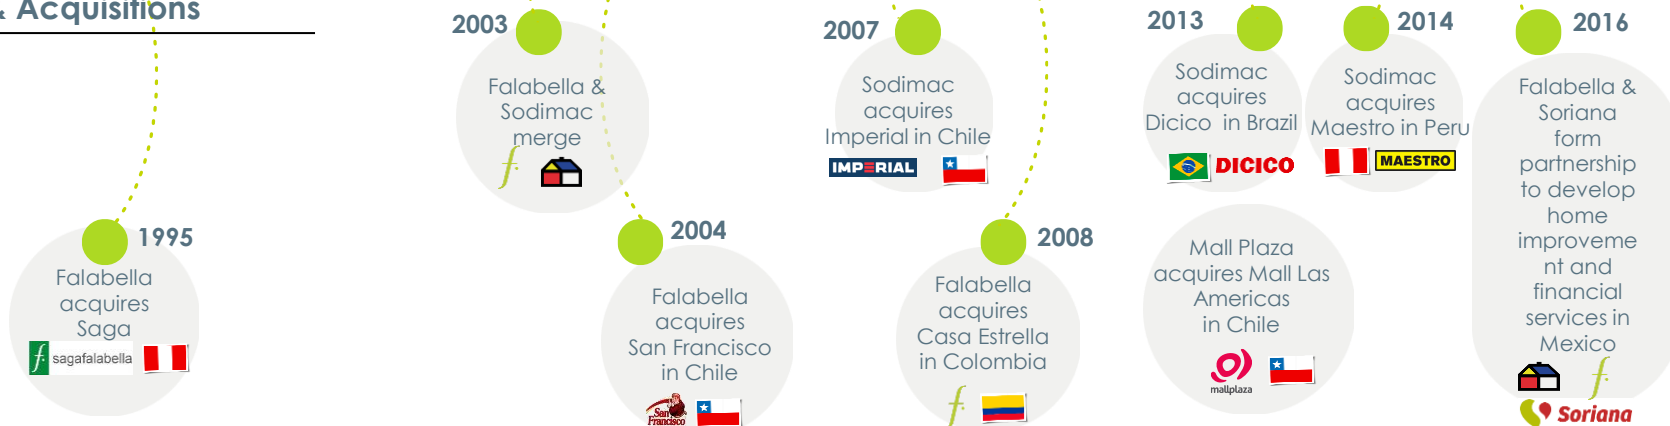 & Acquisitions
1995
Falabella
acquires
Saga
f. sagafalabella
2003
Falabella &
Sodimac
merge
f.
2004
Falabella
acquires
San Francisco
in Chile
San
Francisco
2007
Sodimac
acquires
Imperial in Chile
IMPERIAL
2008
Falabella
acquires
Casa Estrella
in Colombia
f.
2013
Sodimac
acquires
Dicico in Brazil
DICICO
Mall Plaza
acquires Mall Las
Americas
in Chile
mallplaza
2014
Sodimac
acquires
Maestro in Peru
MAESTRO
2016
Falabella &
Soriana
form
partnership
to develop
home
improveme
nt and
financial
services in
Mexico
f.
Soriana